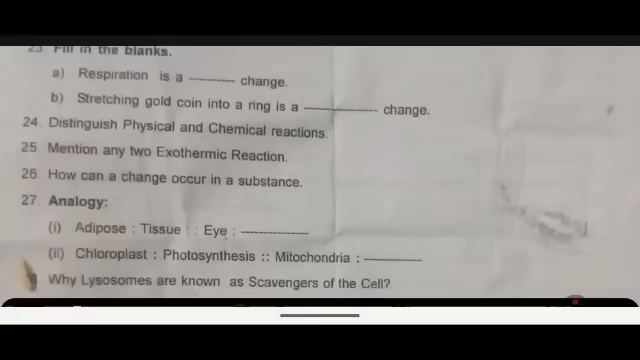 23 Fill in the blanks.
a) Respiration is a ———— change.
b) Stretching gold coin into a ring is a ———— change.
24. Distinguish Physical and Chemical reactions.
25 Mention any two Exothermic Reaction.
26. How can a change occur in a substance.
27. Analogy:
(i) Adipose : Tissue : : Eye : ————
(ii) Chloroplast : Photosynthesis :: Mitochondria : ————
Why Lysosomes are known as Scavengers of the Cell?